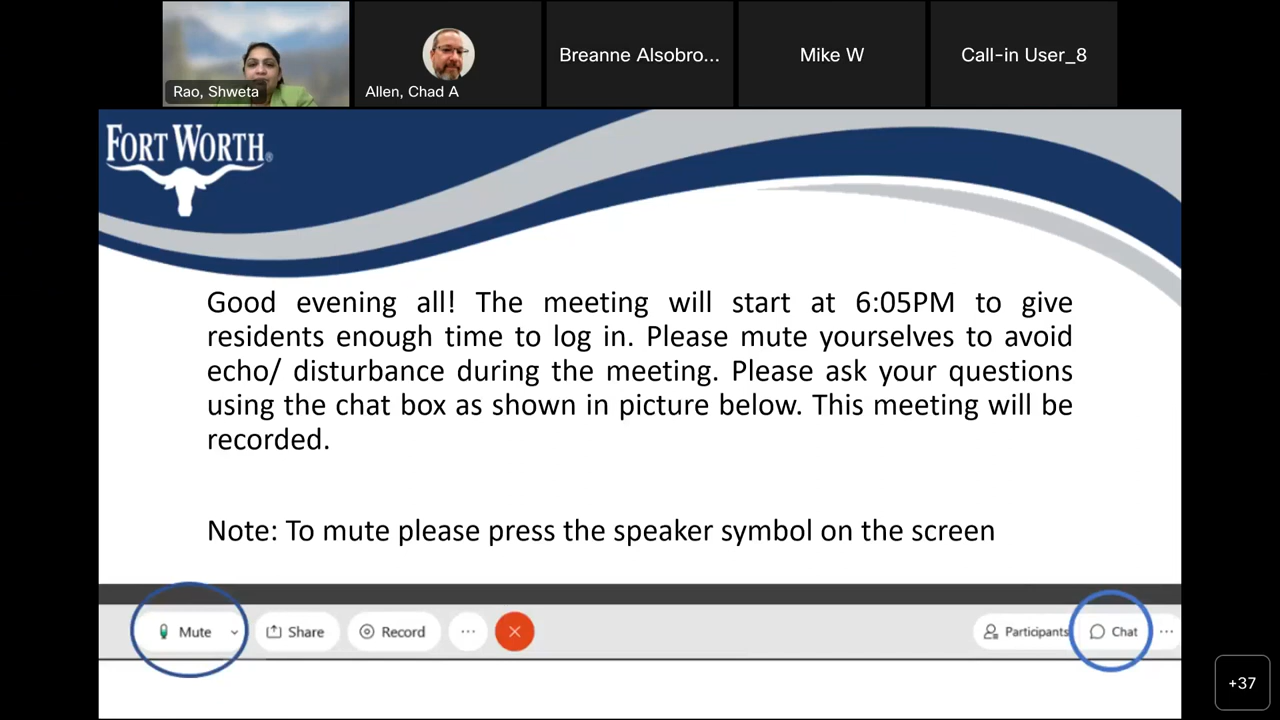 Rao, Shweta
Allen, Chad A
Breanne Alsobro...
Mike W
Call-in User_8
FORT WORTH®
Good evening all! The meeting will start at 6:05PM to give
residents enough time to log in. Please mute yourselves to avoid
echo/ disturbance during the meeting. Please ask your questions
using the chat box as shown in picture below. This meeting will be
recorded.
Note: To mute please press the speaker symbol on the screen
Mute
Share
Record
Participants
Chat
+37